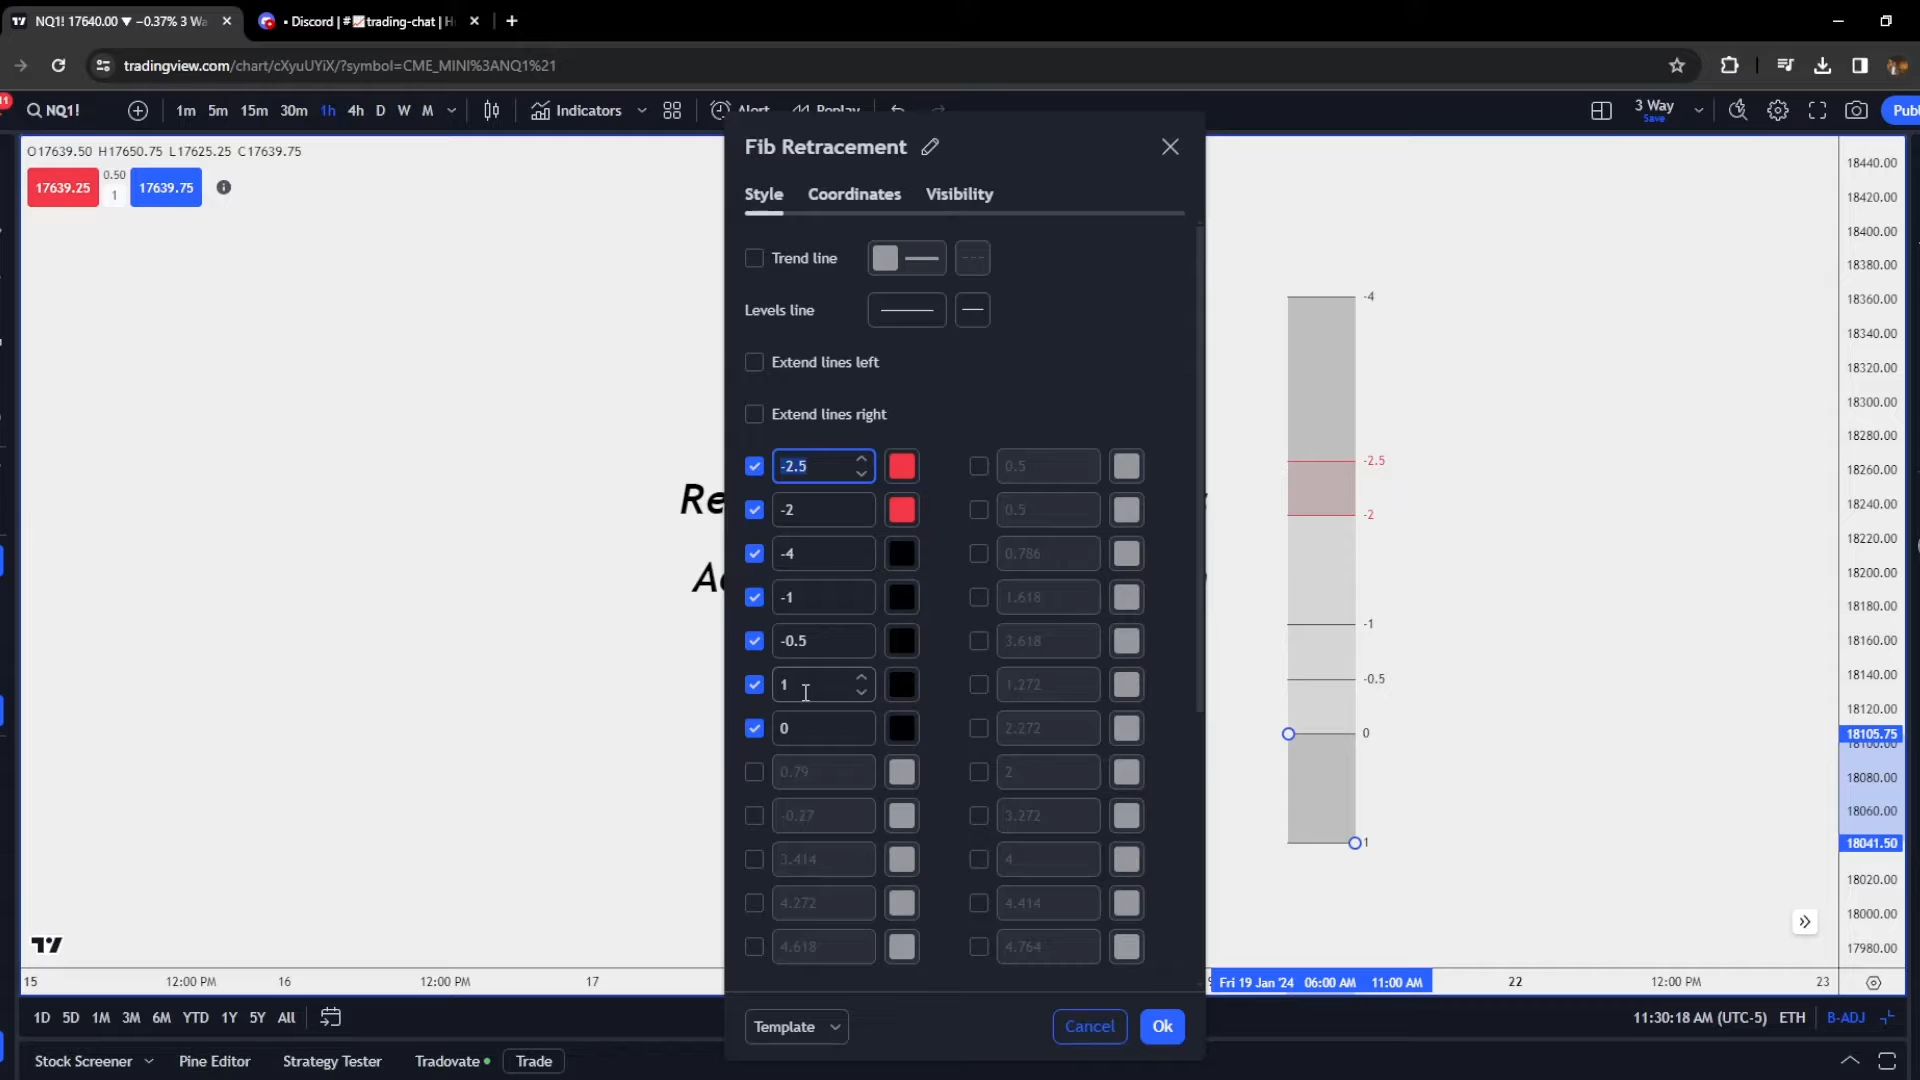 NQ1! 17640.00 ▼ −0.37% 3 Wa
• Discord | #📈trading-chat | H
tradingview.com/chart/cXyuUYiX/?symbol=CME_MINI%3ANQ1%21
11
NQ1!
1m 5m 15m 30m 1h 4h D W M
Indicators
Alert
Replay
3 Way
Save
Publ
O17639.50 H17650.75 L17625.25 C17639.75
17639.25
0.50
1
17639.75
Fib Retracement
Style Coordinates Visibility
Trend line
Levels line
Extend lines left
Extend lines right
-2.5 0.5
-2 0.5
-4 0.786
-1 1.618
-0.5 3.618
1 1.272
0 2.272
0.79 2
-0.27 3.272
3.414 4
4.272 4.414
4.618 4.764
Template
Cancel
Ok
Re
Ac
-4
-2.5
-2
-1
-0.5
0
1
18440.00
18420.00
18400.00
18380.00
18360.00
18340.00
18320.00
18300.00
18280.00
18260.00
18240.00
18220.00
18200.00
18180.00
18160.00
18140.00
18120.00
18105.75
18100.00
18080.00
18060.00
18041.50
18020.00
18000.00
17980.00
15 12:00 PM 16 12:00 PM 17
Fri 19 Jan '24 06:00 AM 11:00 AM
22 12:00 PM 23
1D 5D 1M 3M 6M YTD 1Y 5Y All
11:30:18 AM (UTC-5) ETH B-ADJ
Stock Screener Pine Editor Strategy Tester Tradovate Trade